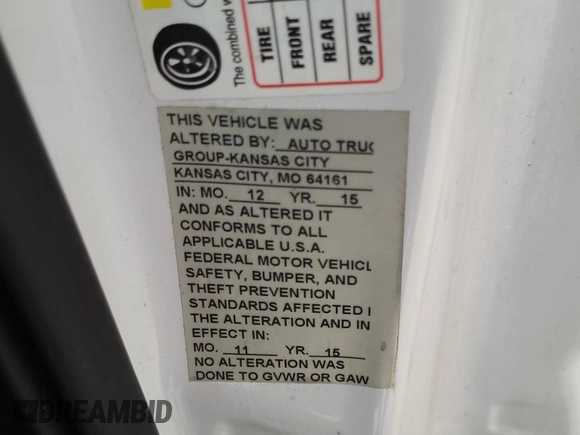 The combined w
TIRE
FRONT
REAR
SPARE
THIS VEHICLE WAS
ALTERED BY: AUTO TRUC
GROUP-KANSAS CITY
KANSAS CITY, MO 64161
IN: MO. 12 YR. 15
AND AS ALTERED IT
CONFORMS TO ALL
APPLICABLE U.S.A.
FEDERAL MOTOR VEHICL
SAFETY, BUMPER, AND
THEFT PREVENTION
STANDARDS AFFECTED I
THE ALTERATION AND IN
EFFECT IN:
MO. 11 YR. 15
NO ALTERATION WAS
DONE TO GVWR OR GAW
DREAMBID